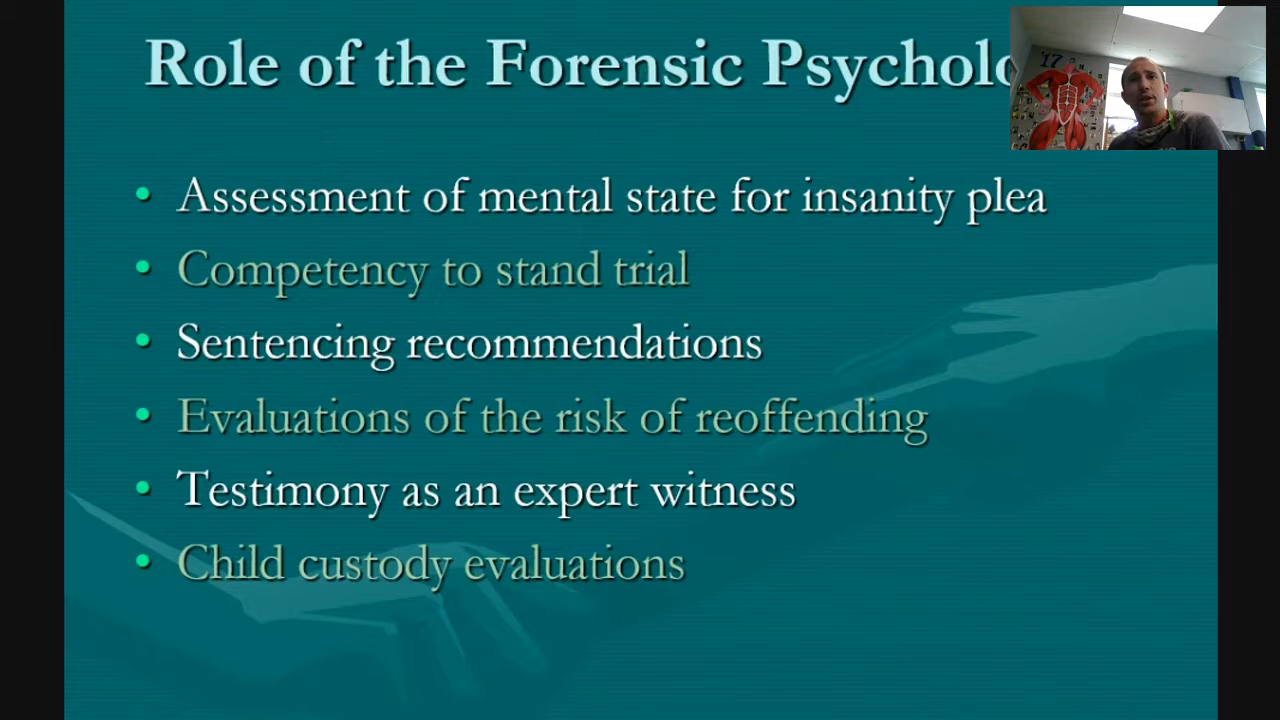 Role of the Forensic
'17
Assessment of mental state for insanity plea
Competency to stand trial
Sentencing recommendations
Evaluations of the risk of reoffending
Testimony as an expert witness
Child custody evaluations